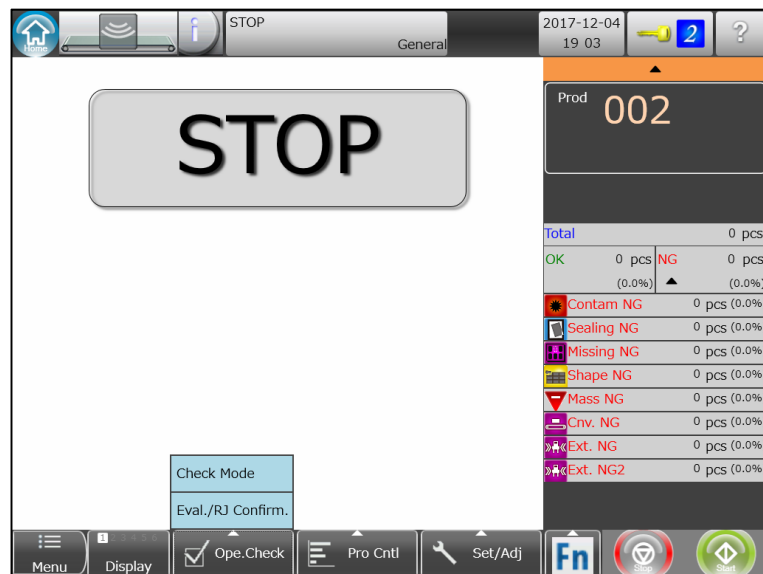 Home
i
STOP
General
2017-12-04
19 03
2
?
STOP
Prod 002
Total 0 pcs
OK 0 pcs NG 0 pcs
(0.0%) (0.0%)
Contam NG 0 pcs (0.0%
Sealing NG 0 pcs (0.0%
Missing NG 0 pcs (0.0%
Shape NG 0 pcs (0.0%
Mass NG 0 pcs (0.0%
Cnv. NG 0 pcs (0.0%
Ext. NG 0 pcs (0.0%
Ext. NG2 0 pcs (0.0%
Check Mode
Eval./RJ Confirm.
Menu
1 2 3 4 5 6
Display
Ope.Check
Pro Cntl
Set/Adj
Fn
Stop
Start